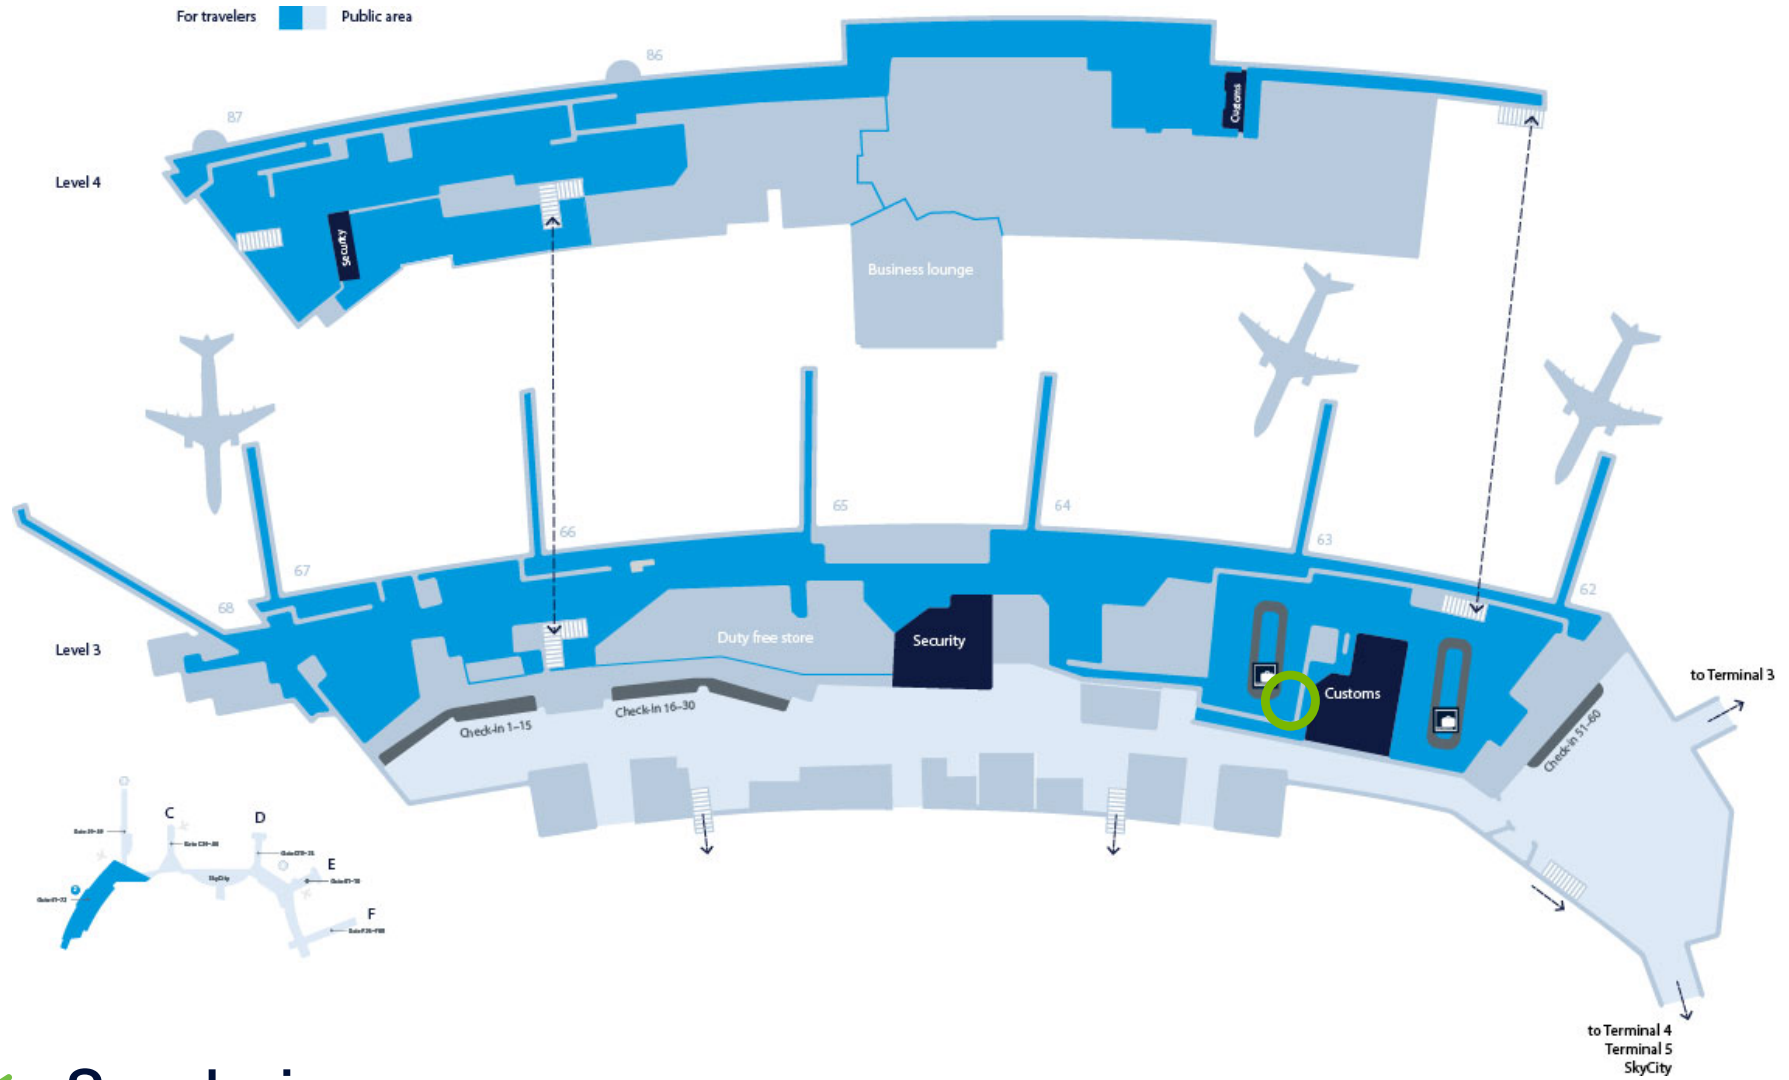 For travelers
Public area
86
87
Customs
Level 4
Security
Business lounge
65
64
66
63
67
62
68
Level 3
Duty free store
Security
to Terminal 3
Customs
Check-in 1–15
Check-in 16–30
Check-in 51–60
C
D
E
SkyCity
F
to Terminal 4
Terminal 5
SkyCity